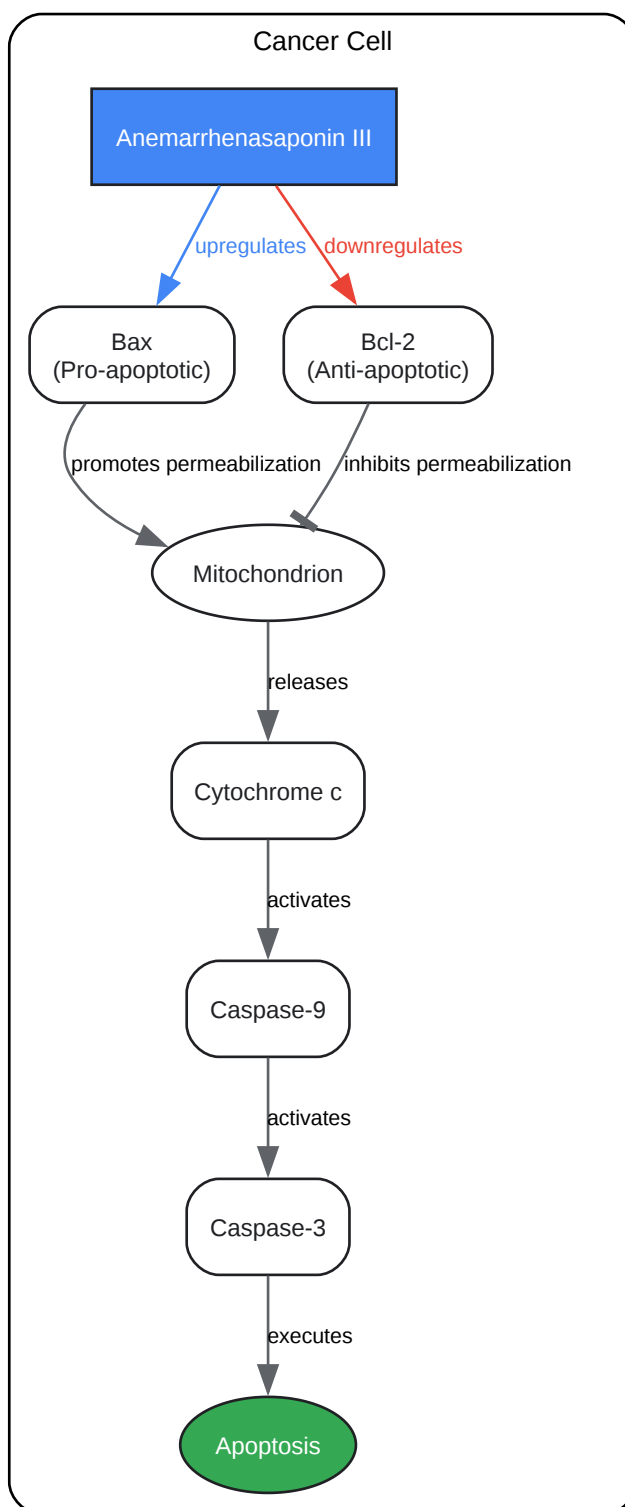 Cancer Cell
Anemarrhenasaponin III
upregulates
downregulates
Bax
(Pro-apoptotic)
Bcl-2
(Anti-apoptotic)
promotes permeabilization
inhibits permeabilization
Mitochondrion
releases
Cytochrome c
activates
Caspase-9
activates
Caspase-3
executes
Apoptosis